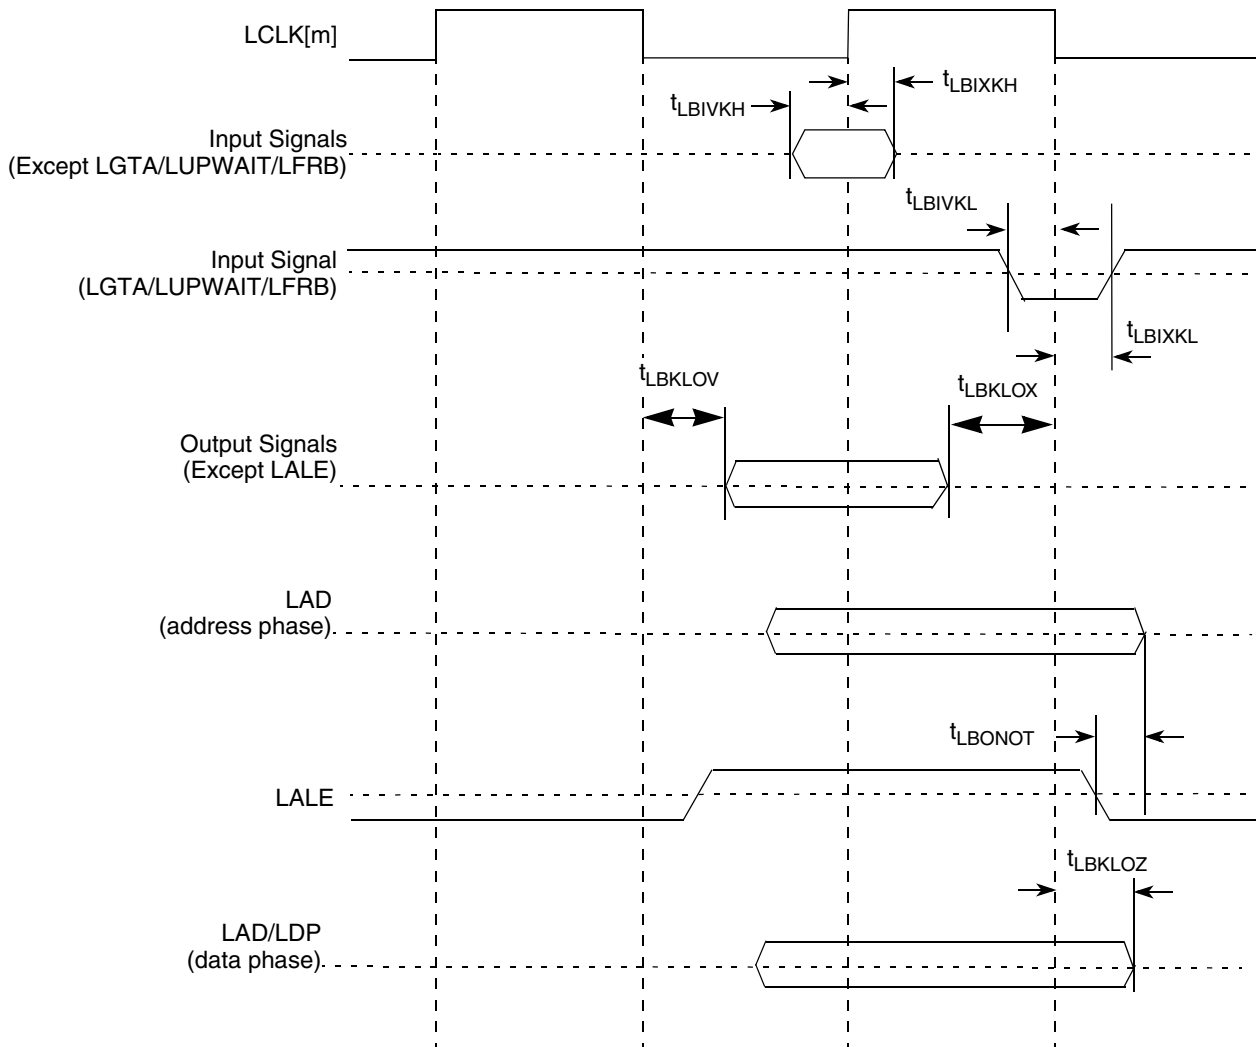 LCLK[m]
tLBIXKH
tLBIVKH
Input Signals
(Except LGTA/LUPWAIT/LFRB)
tLBIVKL
Input Signal
(LGTA/LUPWAIT/LFRB)
tLBIXKL
tLBKLOV
tLBKLOX
Output Signals
(Except LALE)
LAD
(address phase)
tLBONOT
LALE
tLBKLOZ
LAD/LDP
(data phase)